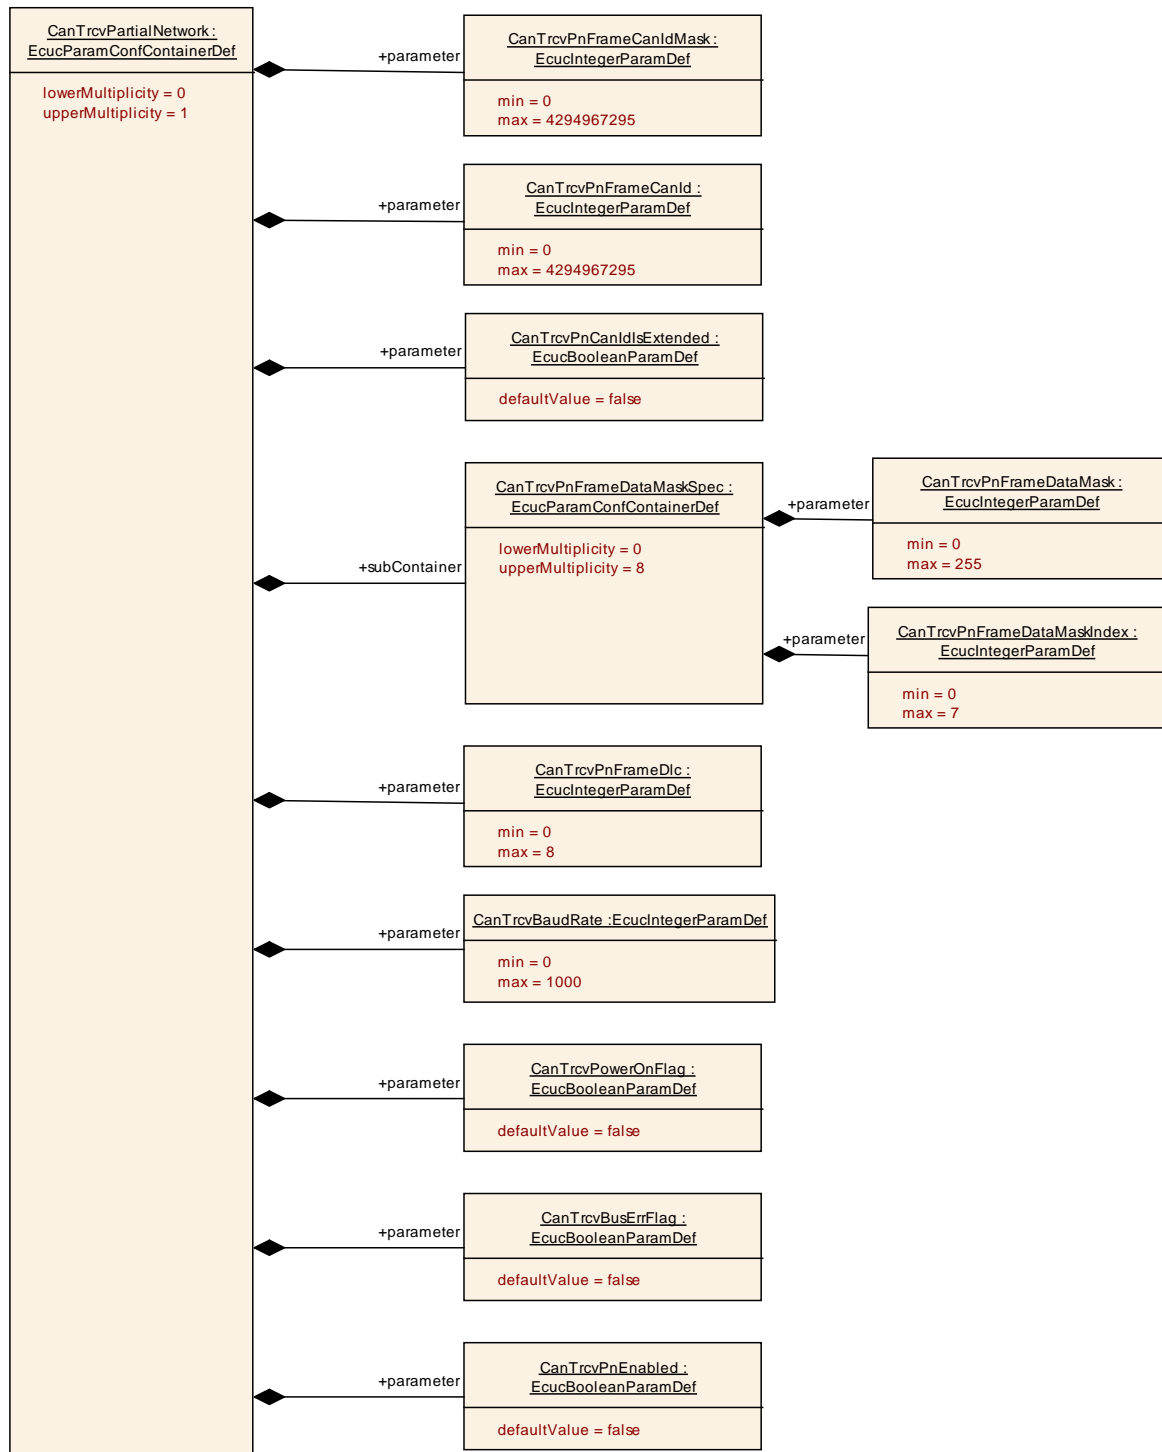 CanTrcvPartialNetwork :
EcucParamConfContainerDef
lowerMultiplicity = 0
upperMultiplicity = 1
+parameter
CanTrcvPnFrameCanIdMask :
EcucIntegerParamDef
min = 0
max = 4294967295
+parameter
CanTrcvPnFrameCanId :
EcucIntegerParamDef
min = 0
max = 4294967295
+parameter
CanTrcvPnCanIdIsExtended :
EcucBooleanParamDef
defaultValue = false
+subContainer
CanTrcvPnFrameDataMaskSpec :
EcucParamConfContainerDef
lowerMultiplicity = 0
upperMultiplicity = 8
+parameter
CanTrcvPnFrameDataMask :
EcucIntegerParamDef
min = 0
max = 255
+parameter
CanTrcvPnFrameDataMaskIndex :
EcucIntegerParamDef
min = 0
max = 7
+parameter
CanTrcvPnFrameDlc :
EcucIntegerParamDef
min = 0
max = 8
+parameter
CanTrcvBaudRate :EcucIntegerParamDef
min = 0
max = 1000
+parameter
CanTrcvPowerOnFlag :
EcucBooleanParamDef
defaultValue = false
+parameter
CanTrcvBusErrFlag :
EcucBooleanParamDef
defaultValue = false
+parameter
CanTrcvPnEnabled :
EcucBooleanParamDef
defaultValue = false